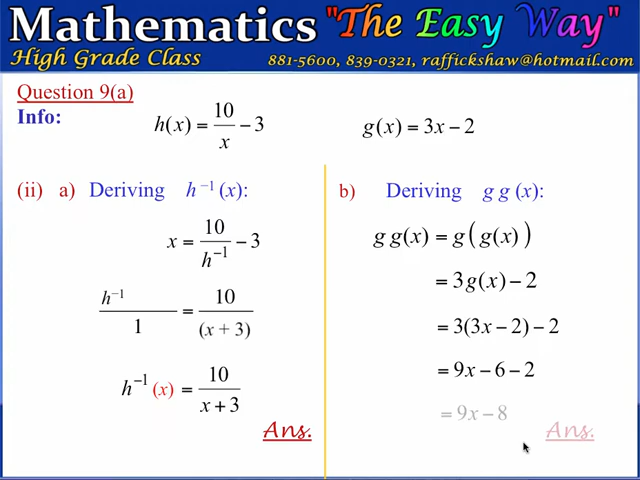 Mathematics "The Easy Way"
High Grade Class 881-5600, 839-0321, raffickshaw@hotmail.com
Question 9(a)
Info:
h(x) = 10/x − 3
g(x) = 3x − 2
(ii) a) Deriving h⁻¹(x):
x = 10/h⁻¹ − 3
h⁻¹/1 = 10/(x + 3)
h⁻¹ (x) = 10/x + 3
Ans.
b) Deriving g g (x):
g g(x) = g(g(x))
= 3g(x) − 2
= 3(3x − 2) − 2
= 9x − 6 − 2
= 9x − 8
Ans.